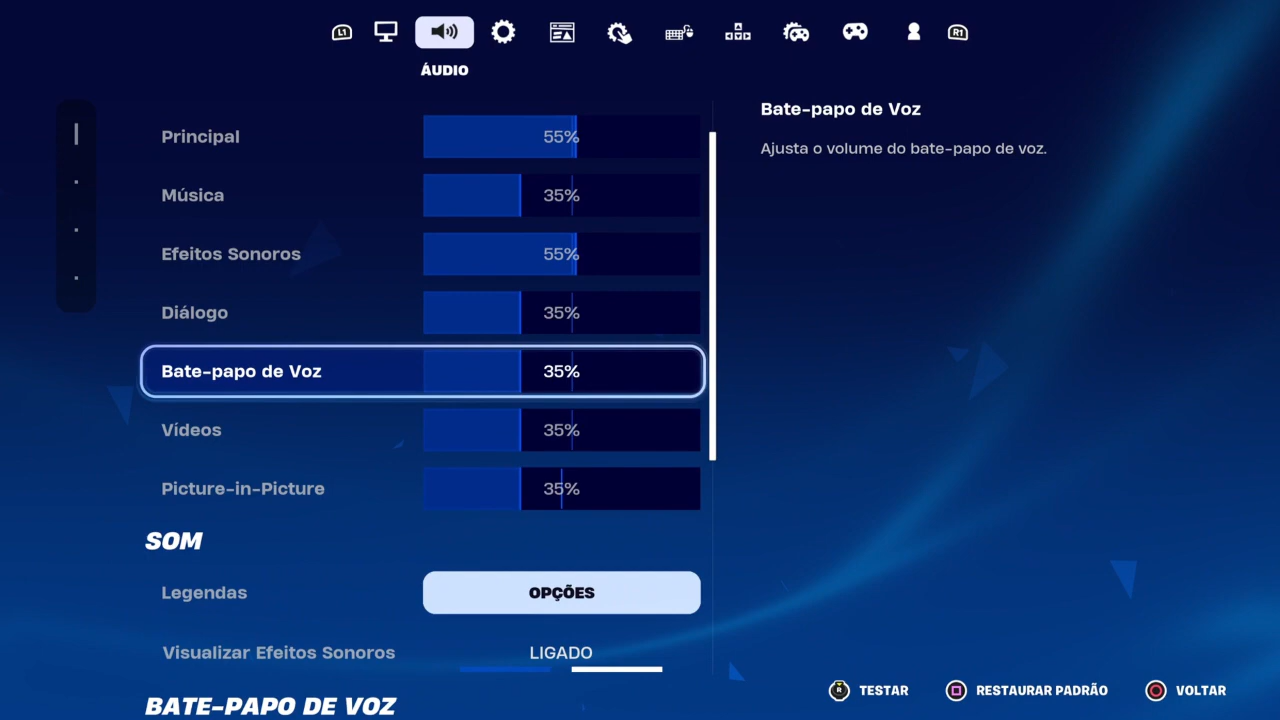 L1
R1
ÁUDIO
Principal
55%
Música
35%
Efeitos Sonoros
55%
Diálogo
35%
Bate-papo de Voz
35%
Vídeos
35%
Picture-in-Picture
35%
SOM
Legendas
OPÇÕES
Visualizar Efeitos Sonoros
LIGADO
BATE-PAPO DE VOZ
Bate-papo de Voz
Ajusta o volume do bate-papo de voz.
R
TESTAR
RESTAURAR PADRÃO
VOLTAR